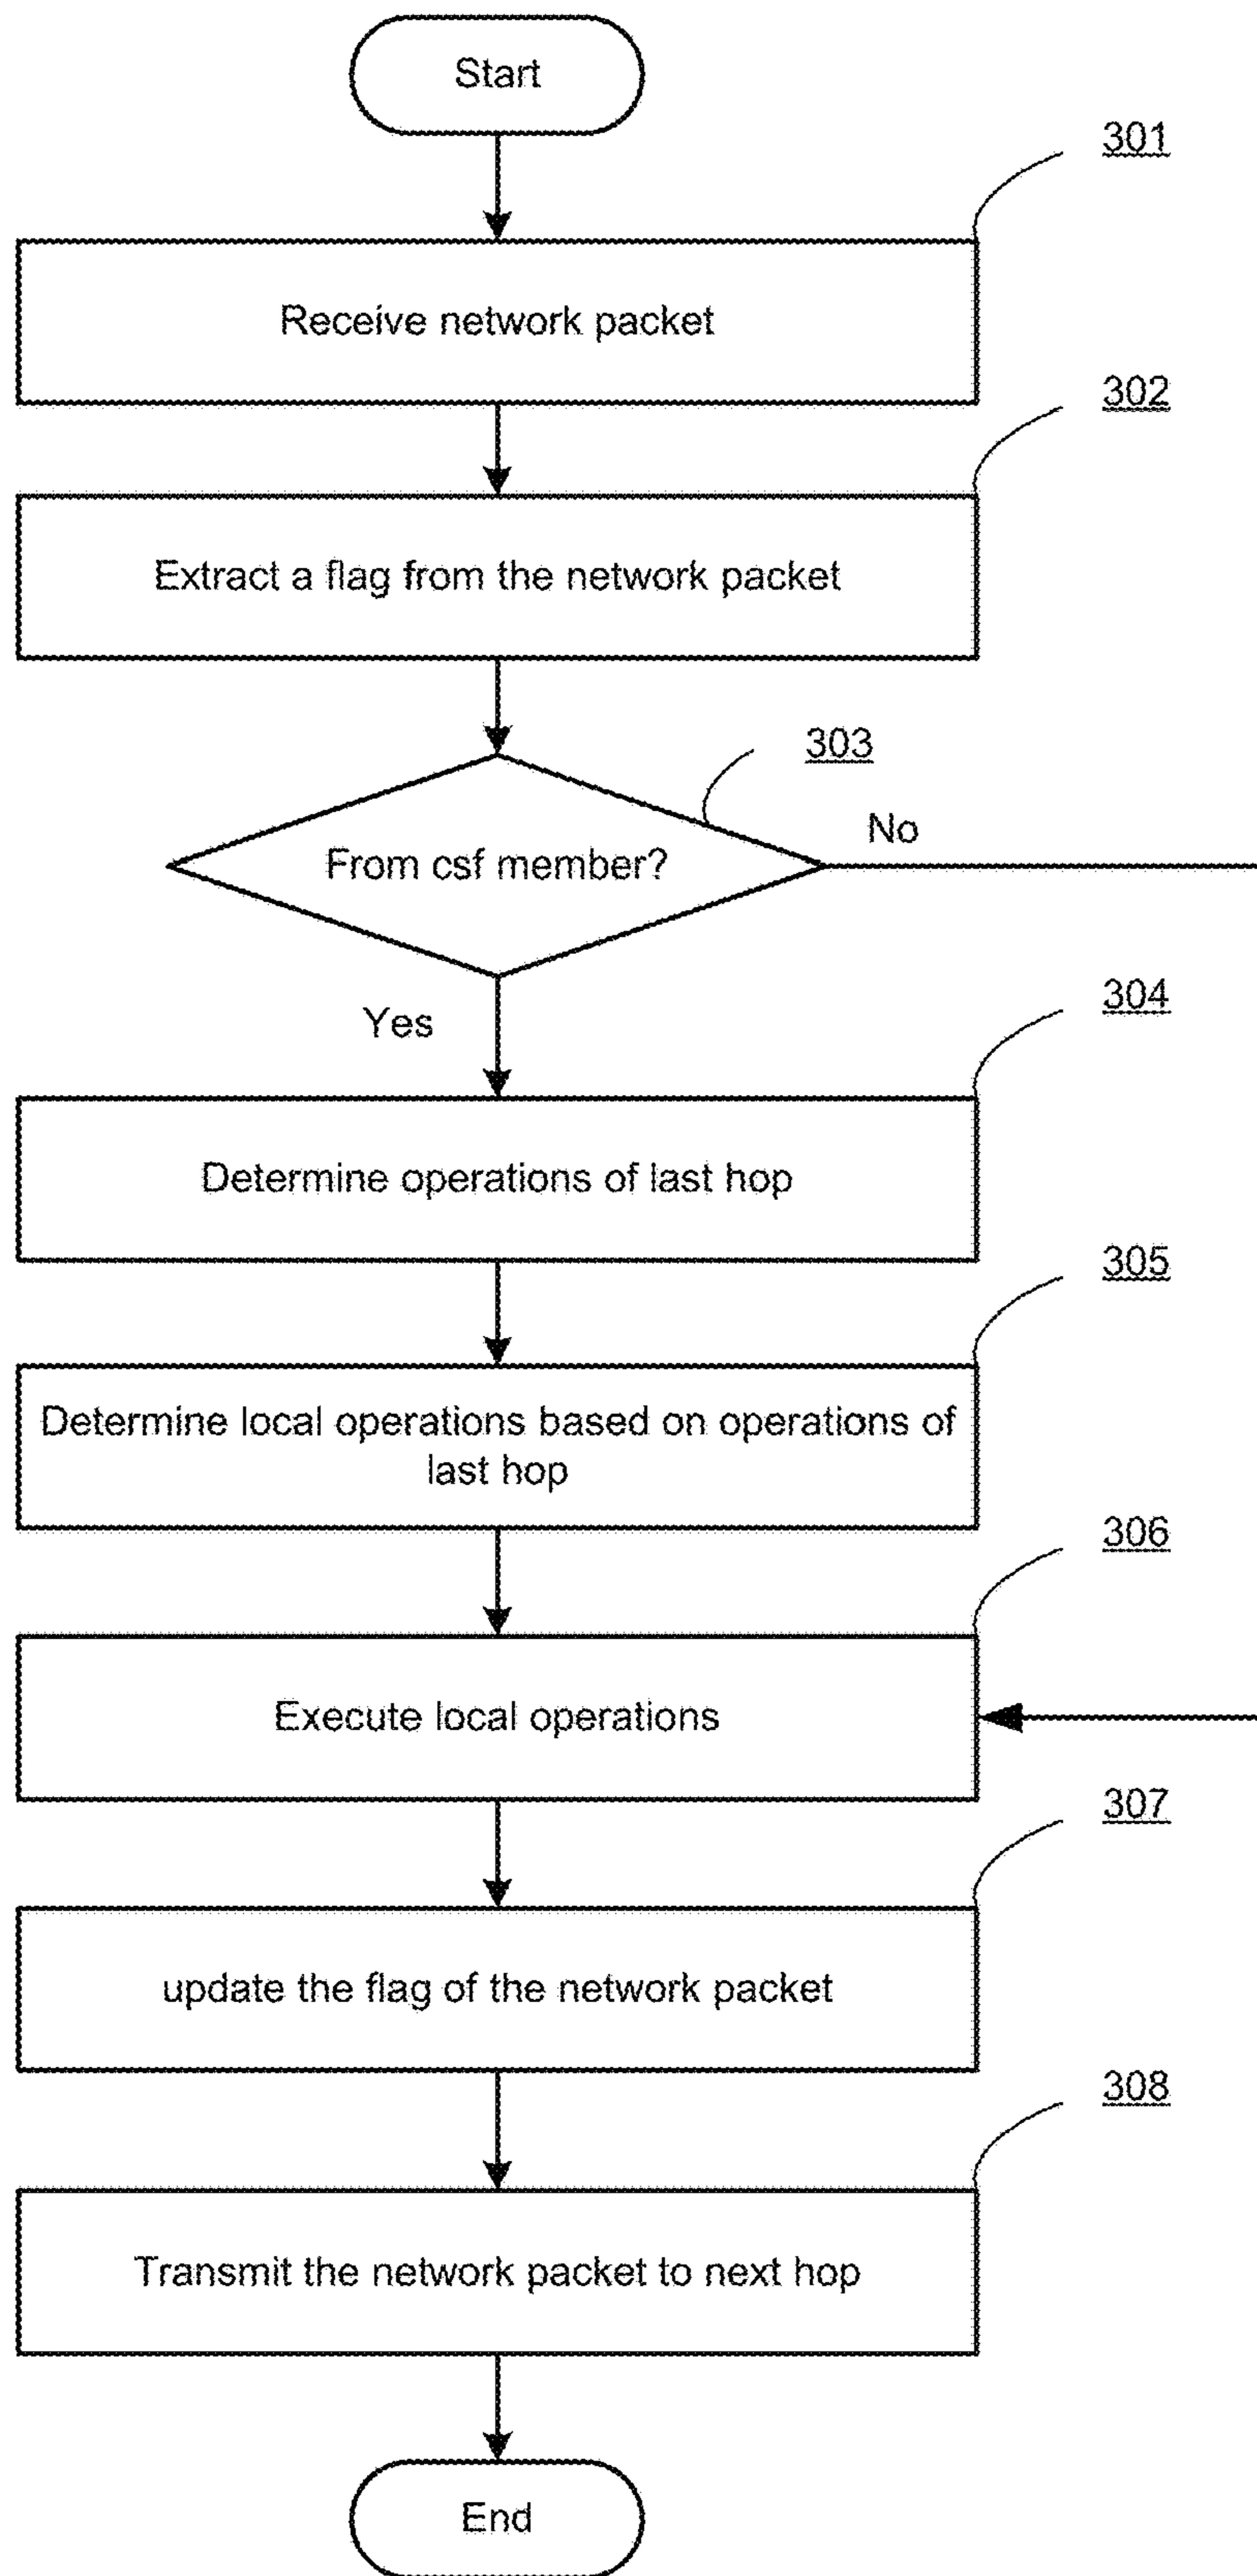 Start
301
Receive network packet
302
Extract a flag from the network packet
303
From csf member?
No
Yes
304
Determine operations of last hop
305
Determine local operations based on operations of
last hop
306
Execute local operations
307
update the flag of the network packet
308
Transmit the network packet to next hop
End